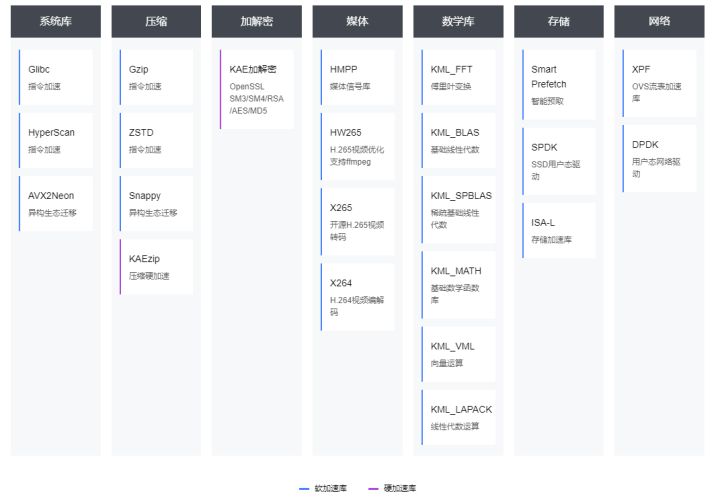 系统库
Glibc
指令加速
HyperScan
指令加速
AVX2Neon
异构生态迁移
压缩
Gzip
指令加速
ZSTD
指令加速
Snappy
异构生态迁移
KAEzip
压缩硬加速
加解密
KAE加解密
OpenSSL
SM3/SM4/RSA
/AES/MD5
媒体
HMPP
媒体信号库
HW265
H.265视频优化
支持ffmpeg
X265
开源H.265视频
转码
X264
H.264视频编解
码
数学库
KML_FFT
傅里叶变换
KML_BLAS
基础线性代数
KML_SPBLAS
稀疏基础线性
代数
KML_MATH
基础数学函数
库
KML_VML
向量运算
KML_LAPACK
线性代数运算
存储
Smart
Prefetch
智能预取
SPDK
SSD用户态驱
动
ISA-L
存储加速库
网络
XPF
OVS流表加速
库
DPDK
用户态网络驱
动
软加速库
硬加速库